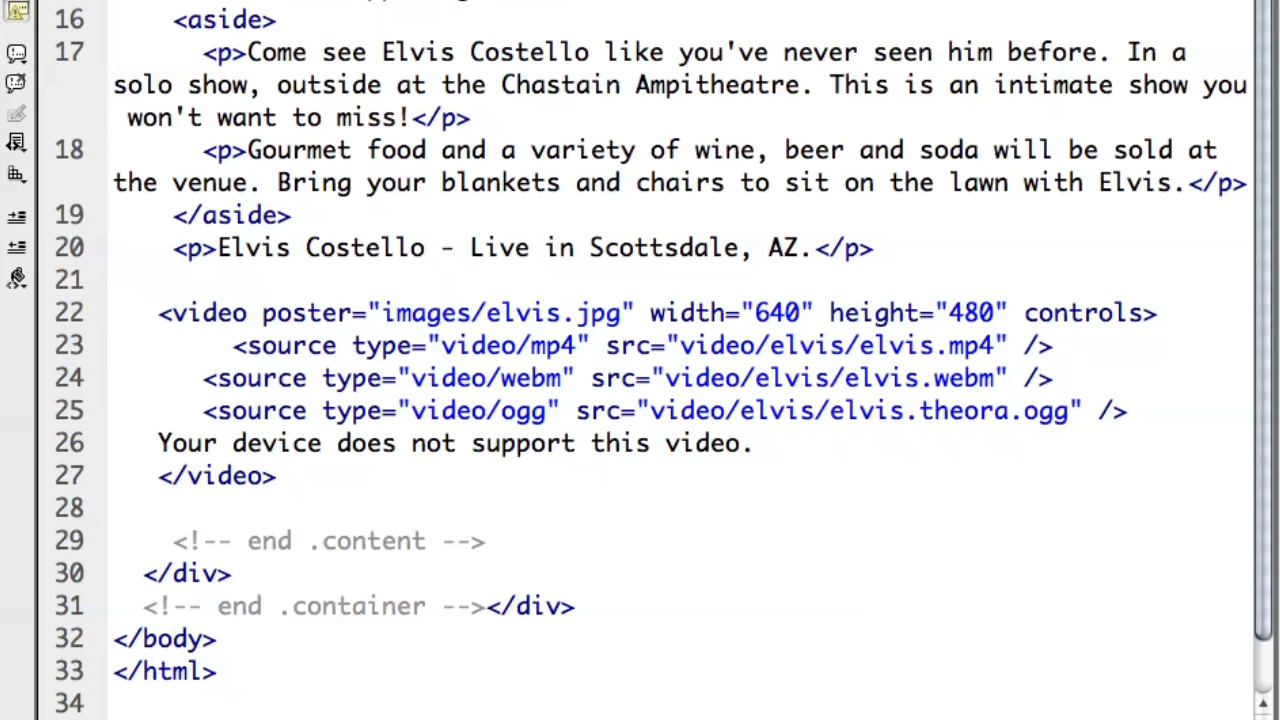 16 <aside>
17 <p>Come see Elvis Costello like you've never seen him before. In a
solo show, outside at the Chastain Ampitheatre. This is an intimate show you
won't want to miss!</p>
18 <p>Gourmet food and a variety of wine, beer and soda will be sold at
the venue. Bring your blankets and chairs to sit on the lawn with Elvis.</p>
19 </aside>
20 <p>Elvis Costello - Live in Scottsdale, AZ.</p>
21
22 <video poster="images/elvis.jpg" width="640" height="480" controls>
23 <source type="video/mp4" src="video/elvis/elvis.mp4" />
24 <source type="video/webm" src="video/elvis/elvis.webm" />
25 <source type="video/ogg" src="video/elvis/elvis.theora.ogg" />
26 Your device does not support this video.
27 </video>
28
29 <!-- end .content -->
30 </div>
31 <!-- end .container --></div>
32 </body>
33 </html>
34